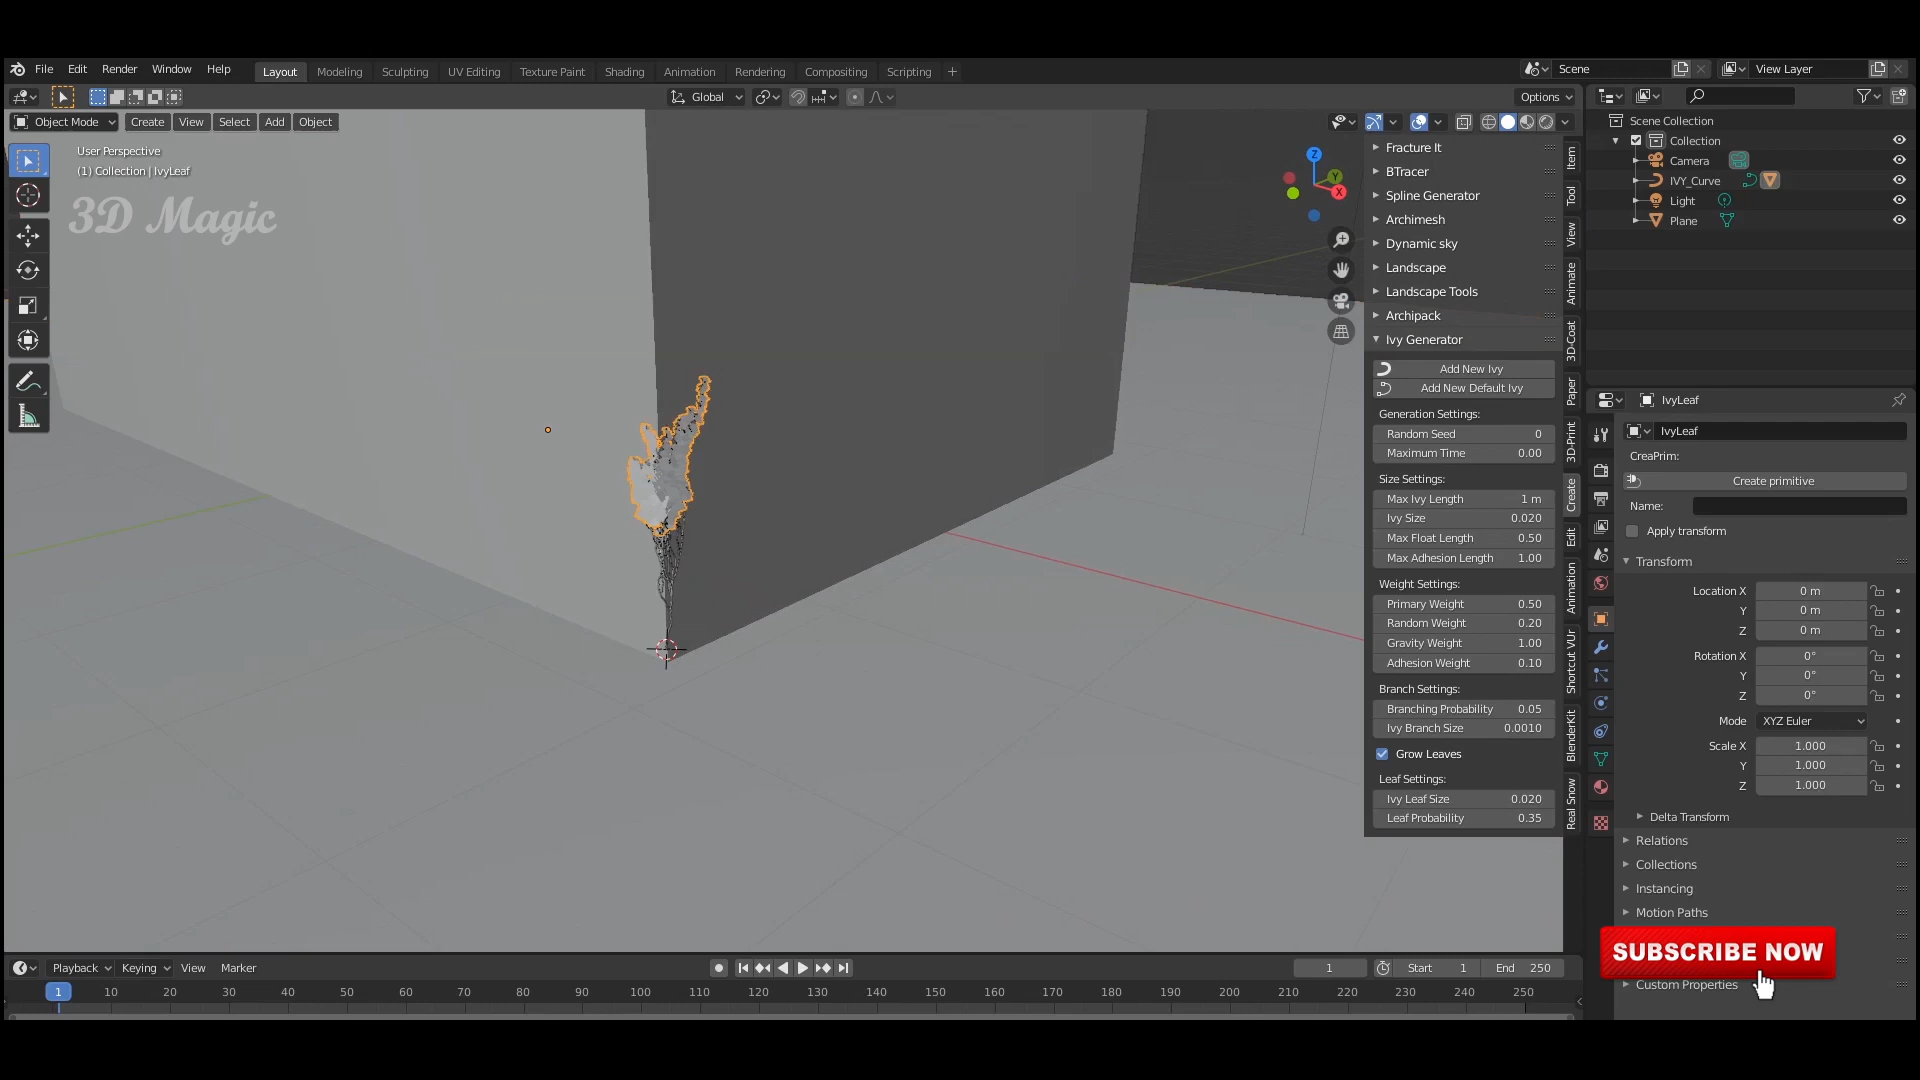 File Edit Render Window Help Layout Modeling Sculpting UV Editing Texture Paint Shading Animation Rendering Compositing Scripting + Scene View Layer
Global Options
Object Mode Create View Select Add Object
User Perspective
(1) Collection | IvyLeaf
3D Magic
Z
Y
X
Fracture It
BTracer
Spline Generator
Archimesh
Dynamic sky
Landscape
Landscape Tools
Archipack
Ivy Generator
Add New Ivy
Add New Default Ivy
Generation Settings:
Random Seed 0
Maximum Time 0.00
Size Settings:
Max Ivy Length 1 m
Ivy Size 0.020
Max Float Length 0.50
Max Adhesion Length 1.00
Weight Settings:
Primary Weight 0.50
Random Weight 0.20
Gravity Weight 1.00
Adhesion Weight 0.10
Branch Settings:
Branching Probability 0.05
Ivy Branch Size 0.0010
Grow Leaves
Leaf Settings:
Ivy Leaf Size 0.020
Leaf Probability 0.35
Item
Tool
View
Animate
3D-Coat
Paper
3D-Print
Create
Edit
Animation
Shortcut VUr
BlenderKit
Real Snow
Scene Collection
Collection
Camera
IVY_Curve
Light
Plane
IvyLeaf
IvyLeaf
CreaPrim:
Create primitive
Name:
Apply transform
Transform
Location X 0 m
Y 0 m
Z 0 m
Rotation X 0°
Y 0°
Z 0°
Mode XYZ Euler
Scale X 1.000
Y 1.000
Z 1.000
Delta Transform
Relations
Collections
Instancing
Motion Paths
SUBSCRIBE NOW
Custom Properties
Playback Keying View Marker 1 Start 1 End 250
1 10 20 30 40 50 60 70 80 90 100 110 120 130 140 150 160 170 180 190 200 210 220 230 240 250